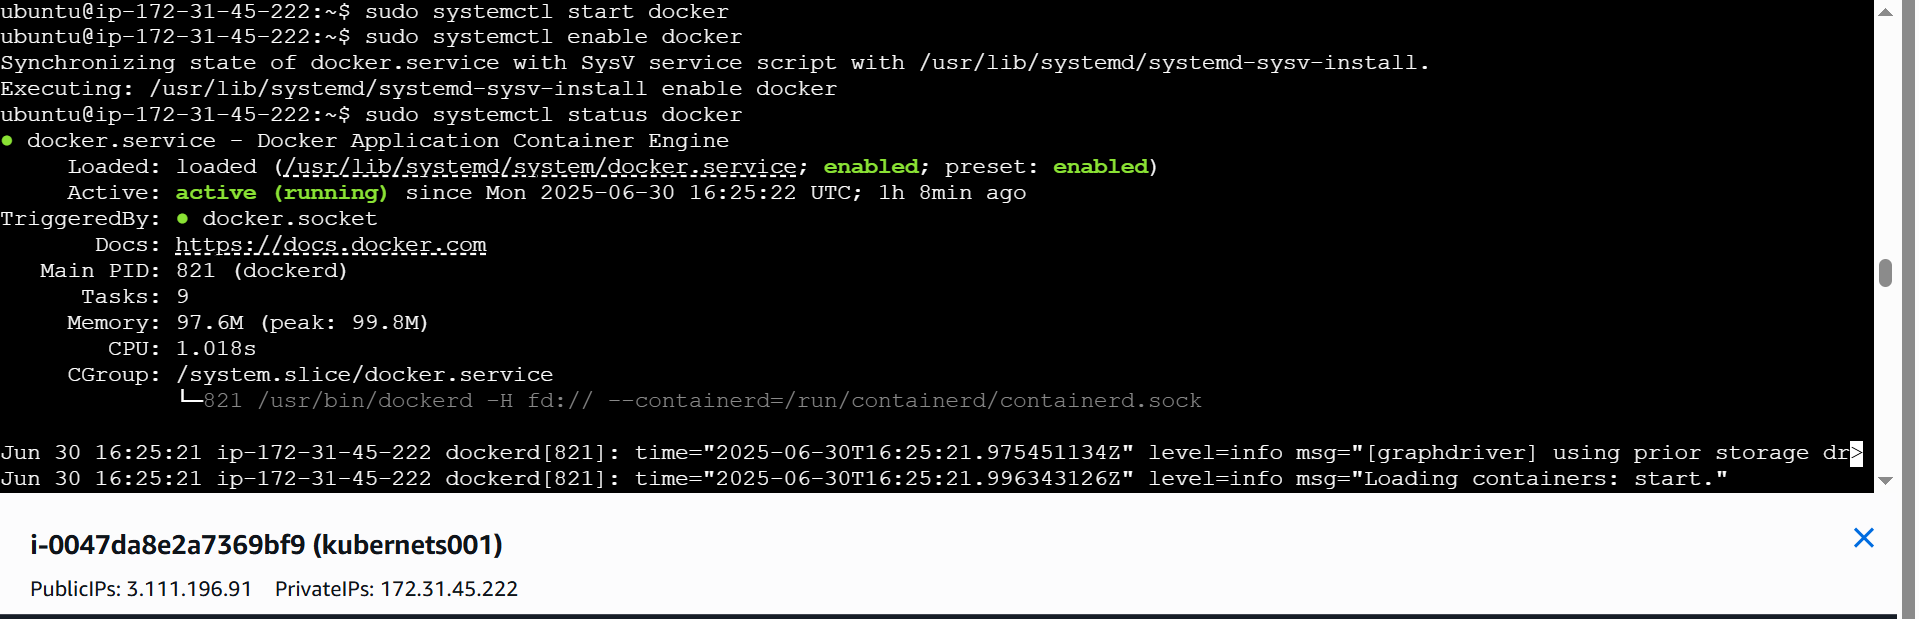 ubuntu@ip-172-31-45-222:~$ sudo systemctl start docker
ubuntu@ip-172-31-45-222:~$ sudo systemctl enable docker
Synchronizing state of docker.service with SysV service script with /usr/lib/systemd/systemd-sysv-install.
Executing: /usr/lib/systemd/systemd-sysv-install enable docker
ubuntu@ip-172-31-45-222:~$ sudo systemctl status docker
● docker.service - Docker Application Container Engine
     Loaded: loaded (/usr/lib/systemd/system/docker.service; enabled; preset: enabled)
     Active: active (running) since Mon 2025-06-30 16:25:22 UTC; 1h 8min ago
TriggeredBy: ● docker.socket
       Docs: https://docs.docker.com
   Main PID: 821 (dockerd)
      Tasks: 9
     Memory: 97.6M (peak: 99.8M)
        CPU: 1.018s
     CGroup: /system.slice/docker.service
             └─821 /usr/bin/dockerd -H fd:// --containerd=/run/containerd/containerd.sock
Jun 30 16:25:21 ip-172-31-45-222 dockerd[821]: time="2025-06-30T16:25:21.975451134Z" level=info msg="[graphdriver] using prior storage dr>
Jun 30 16:25:21 ip-172-31-45-222 dockerd[821]: time="2025-06-30T16:25:21.996343126Z" level=info msg="Loading containers: start."
i-0047da8e2a7369bf9 (kubernets001)
PublicIPs: 3.111.196.91 PrivateIPs: 172.31.45.222